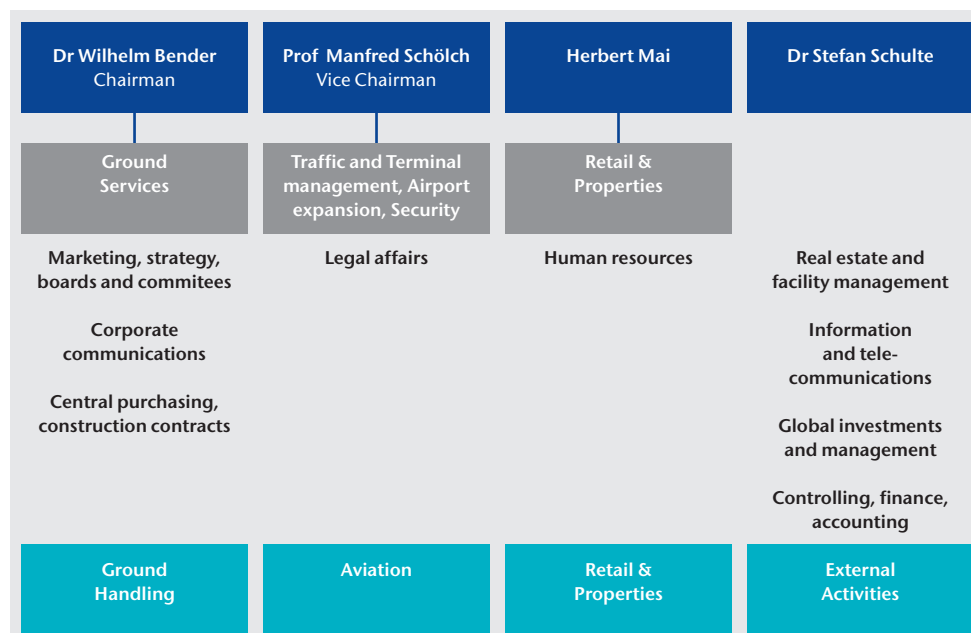 Dr Wilhelm Bender
Chairman
Prof Manfred Schölch
Vice Chairman
Herbert Mai
Dr Stefan Schulte
Ground
Services
Traffic and Terminal
management, Airport
expansion, Security
Retail &
Properties
Marketing, strategy,
boards and commitees
Corporate
communications
Central purchasing,
construction contracts
Legal affairs
Human resources
Real estate and
facility management
Information
and tele-
communications
Global investments
and management
Controlling, finance,
accounting
Ground
Handling
Aviation
Retail &
Properties
External
Activities